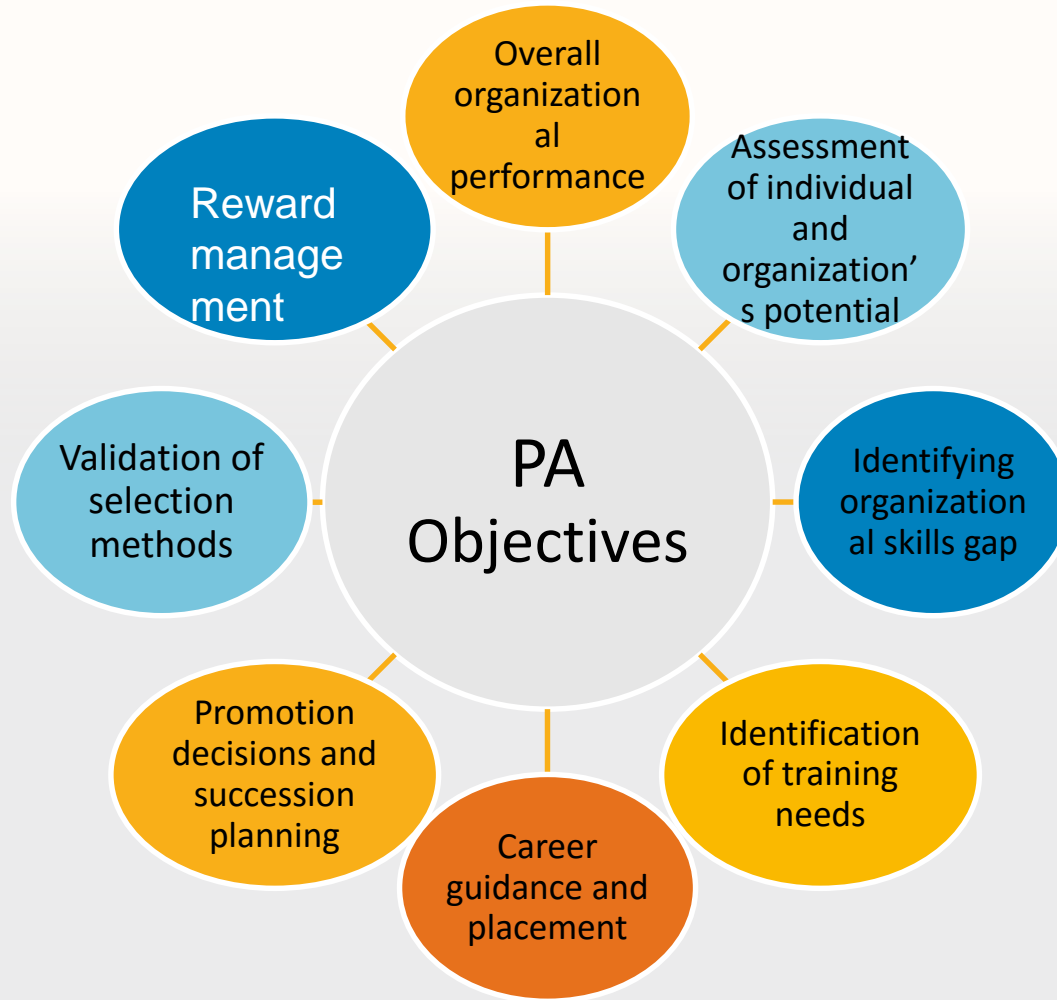 Overall
organization
al
performance
Assessment
of individual
and
organization’
s potential
Identifying
organization
al skills gap
Identification
of training
needs
Career
guidance and
placement
Promotion
decisions and
succession
planning
Validation of
selection
methods
Reward
manage
ment
PA
Objectives